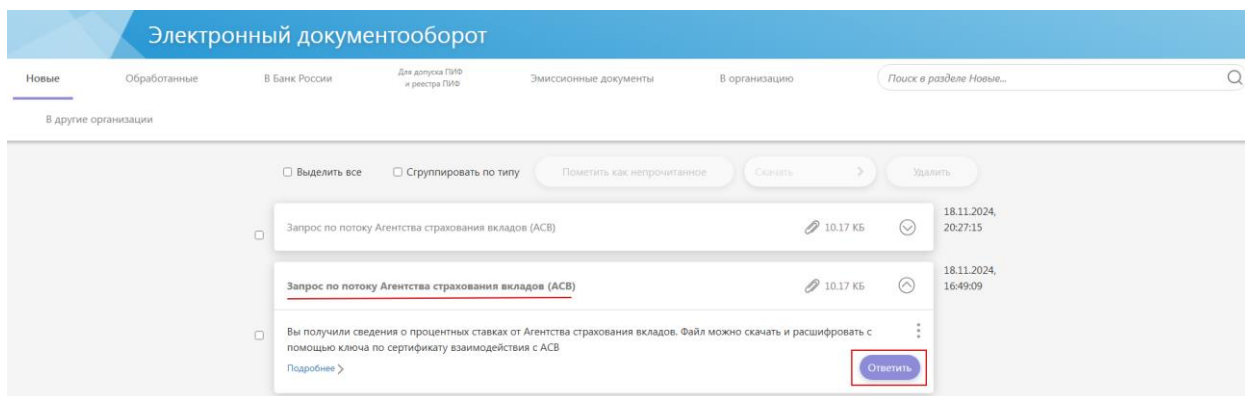 Электронный документооборот
Новые
Обработанные
В Банк России
Для допуска ПИФ
и реестра ПИФ
Эмиссионные документы
В организацию
Поиск в разделе Новые...
В другие организации
Выделить все
Сгруппировать по типу
Пометить как непрочитанное
Скачать
Удалить
Запрос по потоку Агентства страхования вкладов (АСВ)
10.17 КБ
18.11.2024,
20:27:15
Запрос по потоку Агентства страхования вкладов (АСВ)
10.17 КБ
18.11.2024,
16:49:09
Вы получили сведения о процентных ставках от Агентства страхования вкладов. Файл можно скачать и расшифровать с
помощью ключа по сертификату взаимодействия с АСВ
Подробнее
Ответить